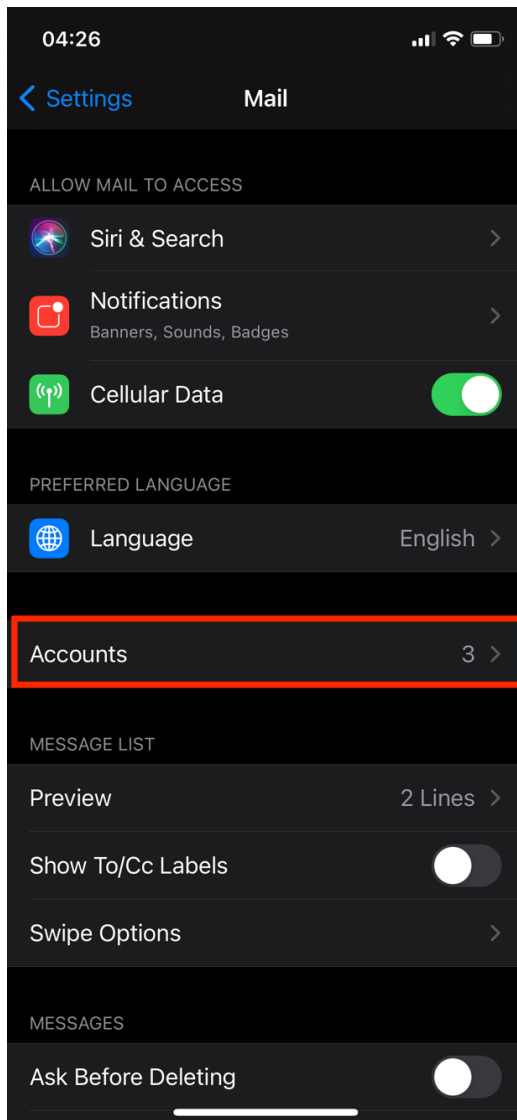 04:26
Settings Mail
ALLOW MAIL TO ACCESS
Siri & Search
Notifications
Banners, Sounds, Badges
Cellular Data
PREFERRED LANGUAGE
Language English
Accounts 3
MESSAGE LIST
Preview 2 Lines
Show To/Cc Labels
Swipe Options
MESSAGES
Ask Before Deleting